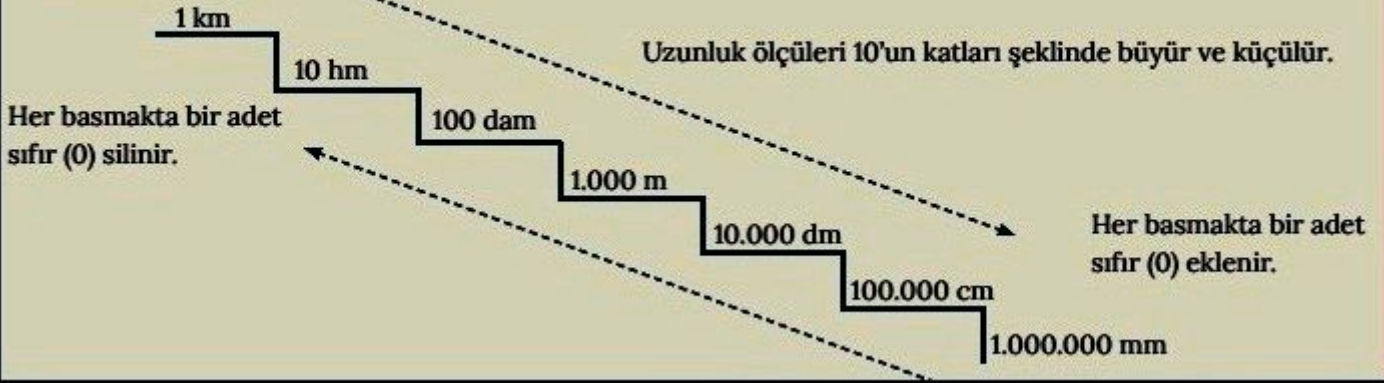 1 km
Uzunluk ölçüleri 10'un katları şeklinde büyür ve küçülür.
10 hm
Her basmakta bir adet
sıfır (0) silinir.
100 dam
1.000 m
10.000 dm
Her basmakta bir adet
sıfır (0) eklenir.
100.000 cm
1.000.000 mm